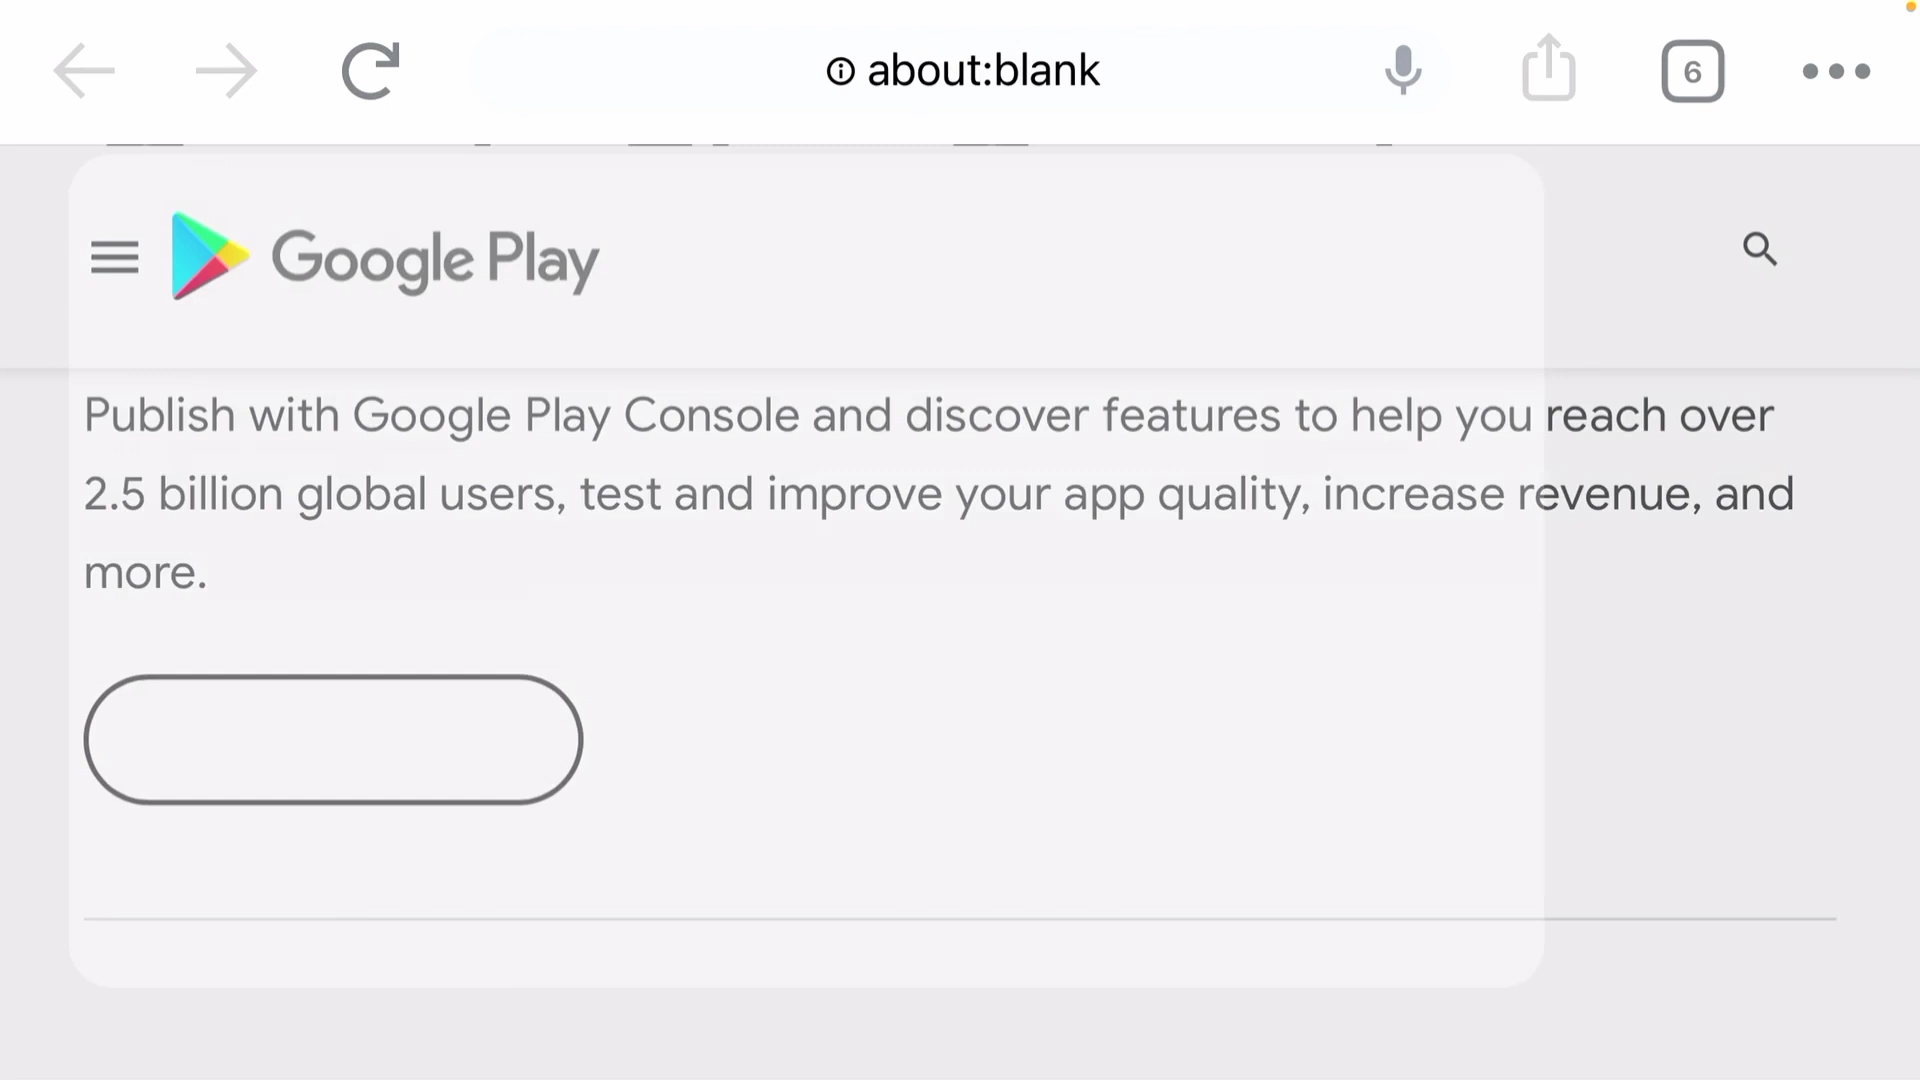 about:blank
6
Google Play
Publish with Google Play Console and discover features to help you reach over
2.5 billion global users, test and improve your app quality, increase revenue, and
more.